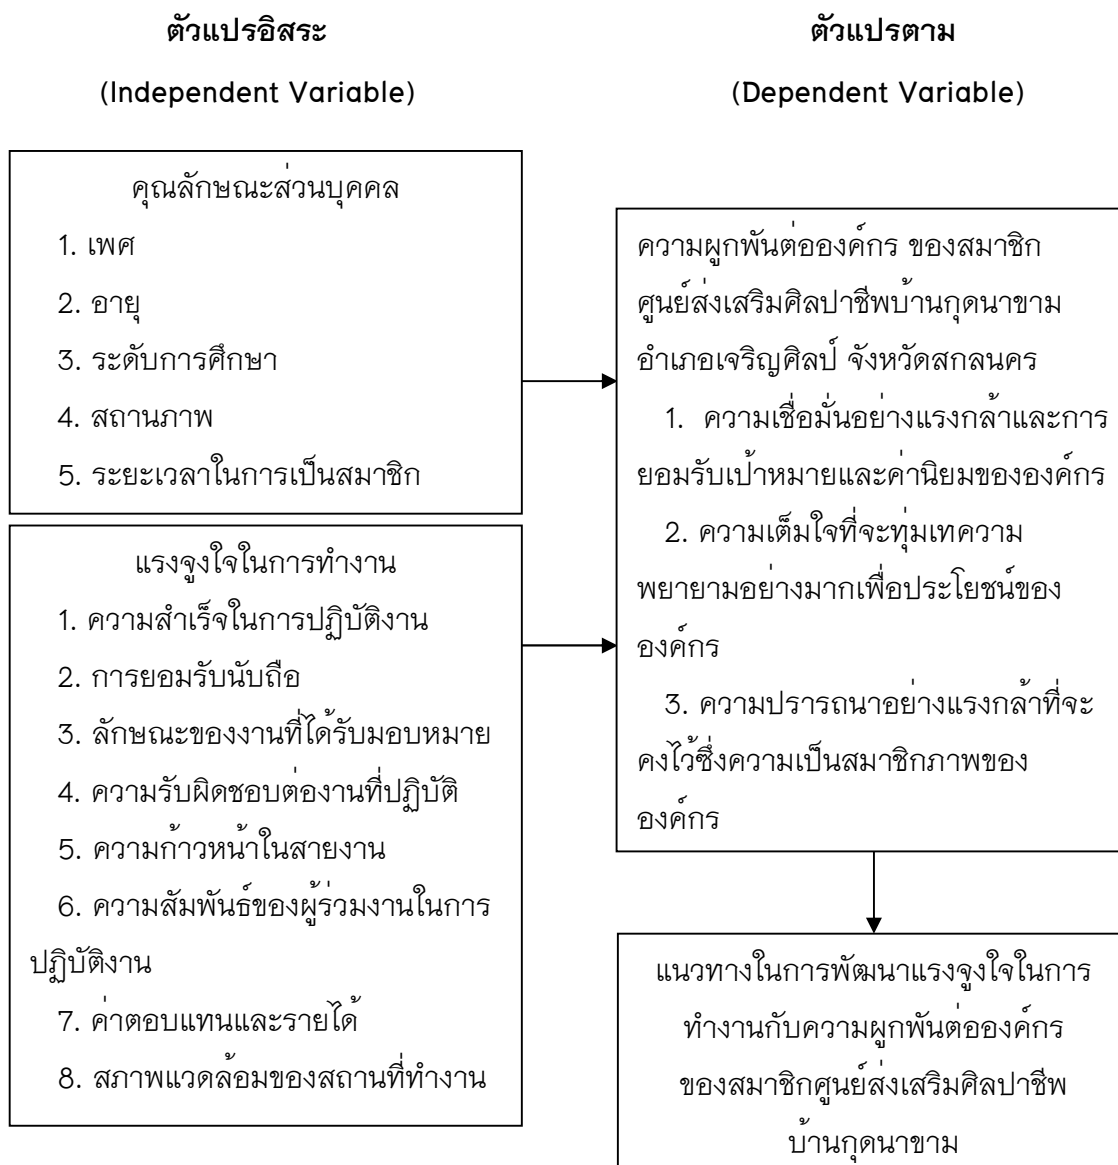 ตัวแปรอิสระ
(Independent Variable)
ตัวแปรตาม
(Dependent Variable)
คุณลักษณะส่วนบุคคล
1. เพศ
2. อายุ
3. ระดับการศึกษา
4. สถานภาพ
5. ระยะเวลาในการเป็นสมาชิก
แรงจูงใจในการทำงาน
1. ความสำเร็จในการปฏิบัติงาน
2. การยอมรับนับถือ
3. ลักษณะของงานที่ได้รับมอบหมาย
4. ความรับผิดชอบต่องานที่ปฏิบัติ
5. ความก้าวหน้าในสายงาน
6. ความสัมพันธ์ของผู้ร่วมงานในการ
ปฏิบัติงาน
7. ค่าตอบแทนและรายได้
8. สภาพแวดล้อมของสถานที่ทำงาน
ความผูกพันต่อองค์กร ของสมาชิก
ศูนย์ส่งเสริมศิลปาชีพบ้านกุดนาขาม
อำเภอเจริญศิลป์ จังหวัดสกลนคร
1. ความเชื่อมั่นอย่างแรงกล้าและการ
ยอมรับเป้าหมายและค่านิยมขององค์กร
2. ความเต็มใจที่จะทุ่มเทความ
พยายามอย่างมากเพื่อประโยชน์ของ
องค์กร
3. ความปรารถนาอย่างแรงกล้าที่จะ
คงไว้ซึ่งความเป็นสมาชิกภาพของ
องค์กร
แนวทางในการพัฒนาแรงจูงใจในการ
ทำงานกับความผูกพันต่อองค์กร
ของสมาชิกศูนย์ส่งเสริมศิลปาชีพ
บ้านกุดนาขาม